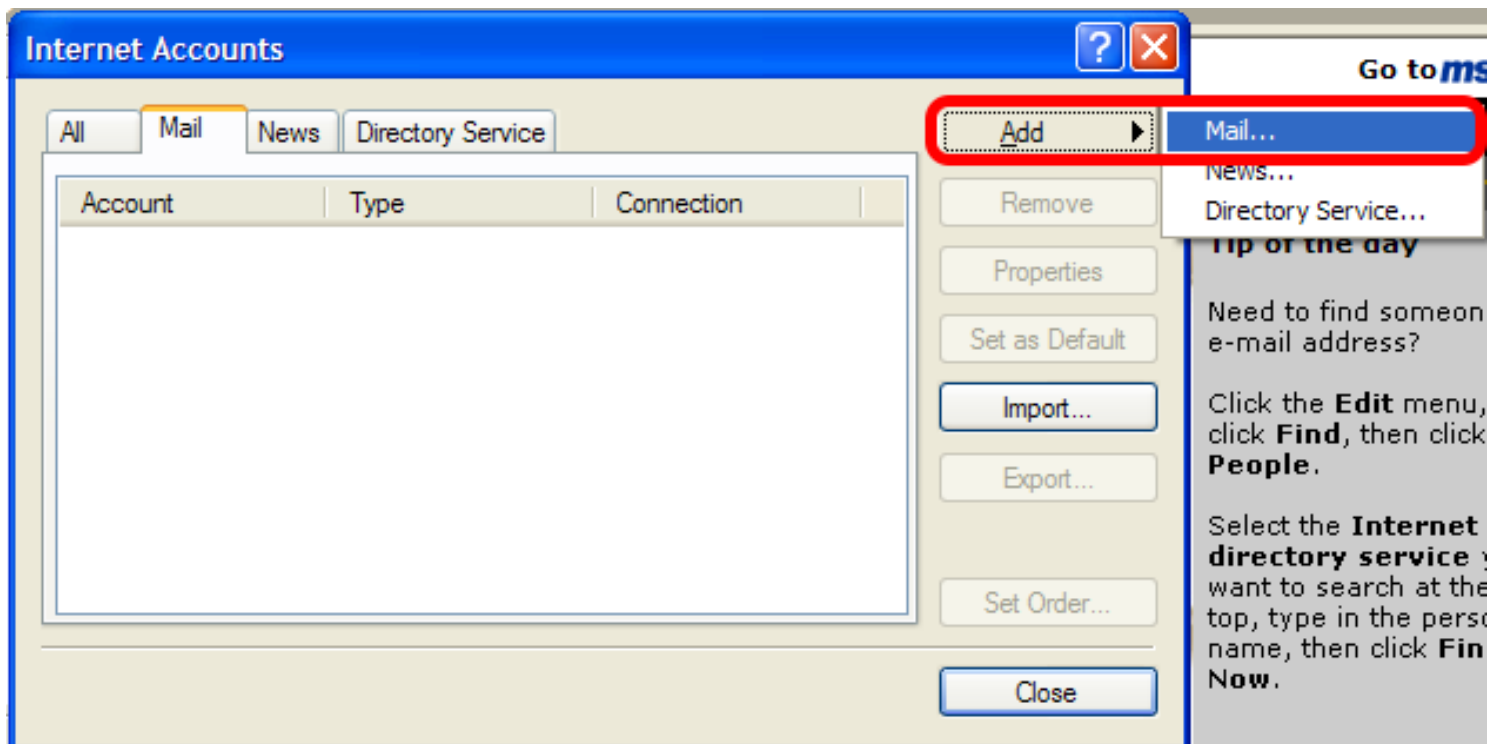 Internet Accounts
Go to ms
All Mail News Directory Service
Add Mail...
News...
Directory Service...
Account Type Connection
Remove
Properties
Set as Default
Import...
Export...
Set Order...
Close
Tip of the day
Need to find someon
e-mail address?
Click the Edit menu,
click Find, then click
People.
Select the Internet
directory service y
want to search at the
top, type in the perso
name, then click Fin
Now.